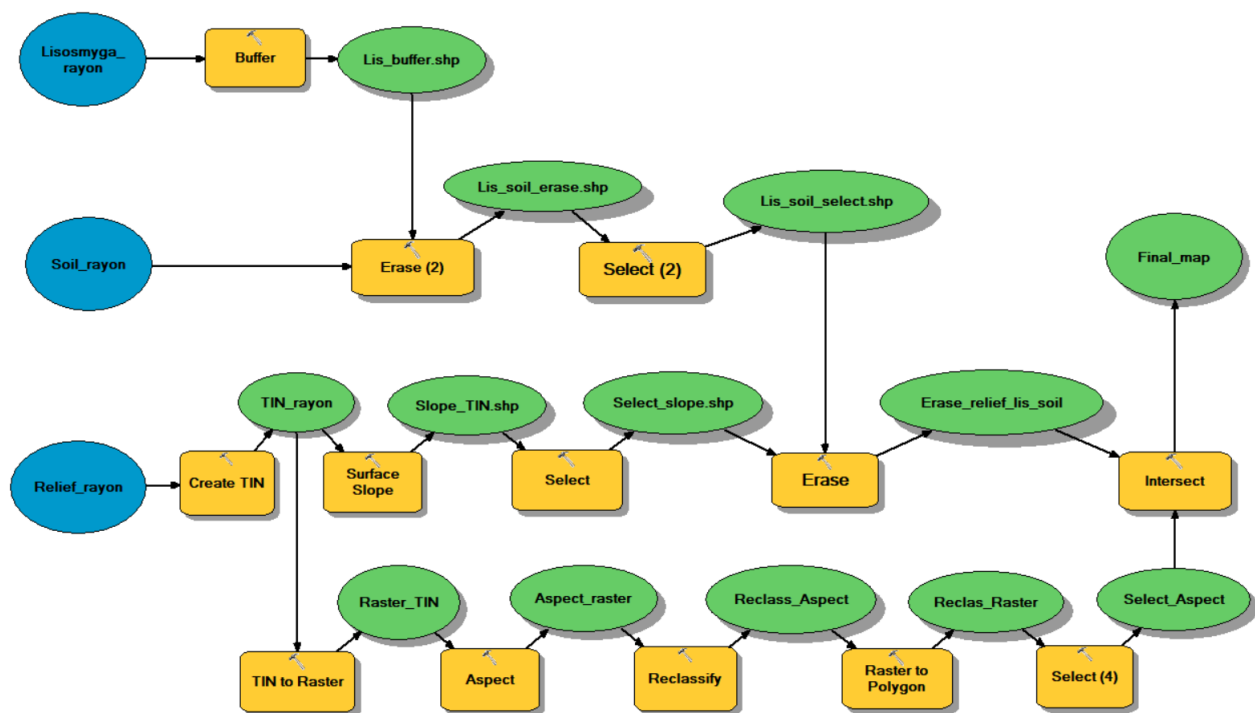 Lisosmyga_
rayon
Buffer
Lis_buffer.shp
Lis_soil_erase.shp
Lis_soil_select.shp
Soil_rayon
Erase (2)
Select (2)
Final_map
TIN_rayon
Slope_TIN.shp
Select_slope.shp
Erase_relief_lis_soil
Relief_rayon
Create TIN
Surface
Slope
Select
Erase
Intersect
Raster_TIN
Aspect_raster
Reclass_Aspect
Reclas_Raster
Select_Aspect
TIN to Raster
Aspect
Reclassify
Raster to
Polygon
Select (4)